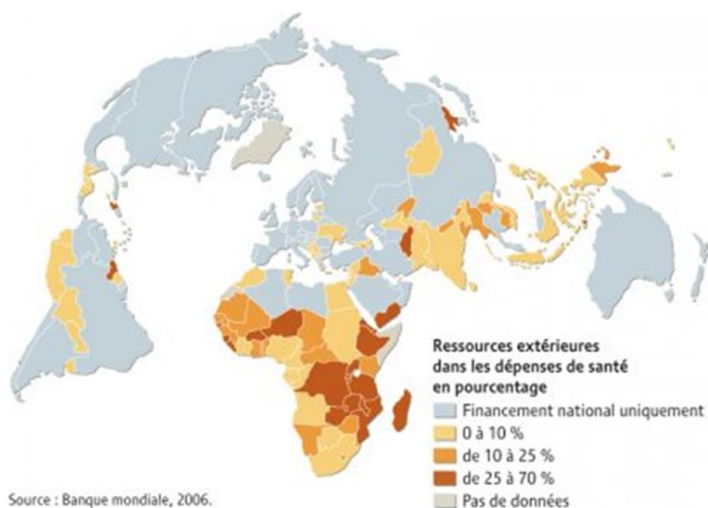 Ressources extérieures
dans les dépenses de santé
en pourcentage
Financement national uniquement
0 à 10 %
de 10 à 25 %
de 25 à 70 %
Pas de données
Source : Banque mondiale, 2006.